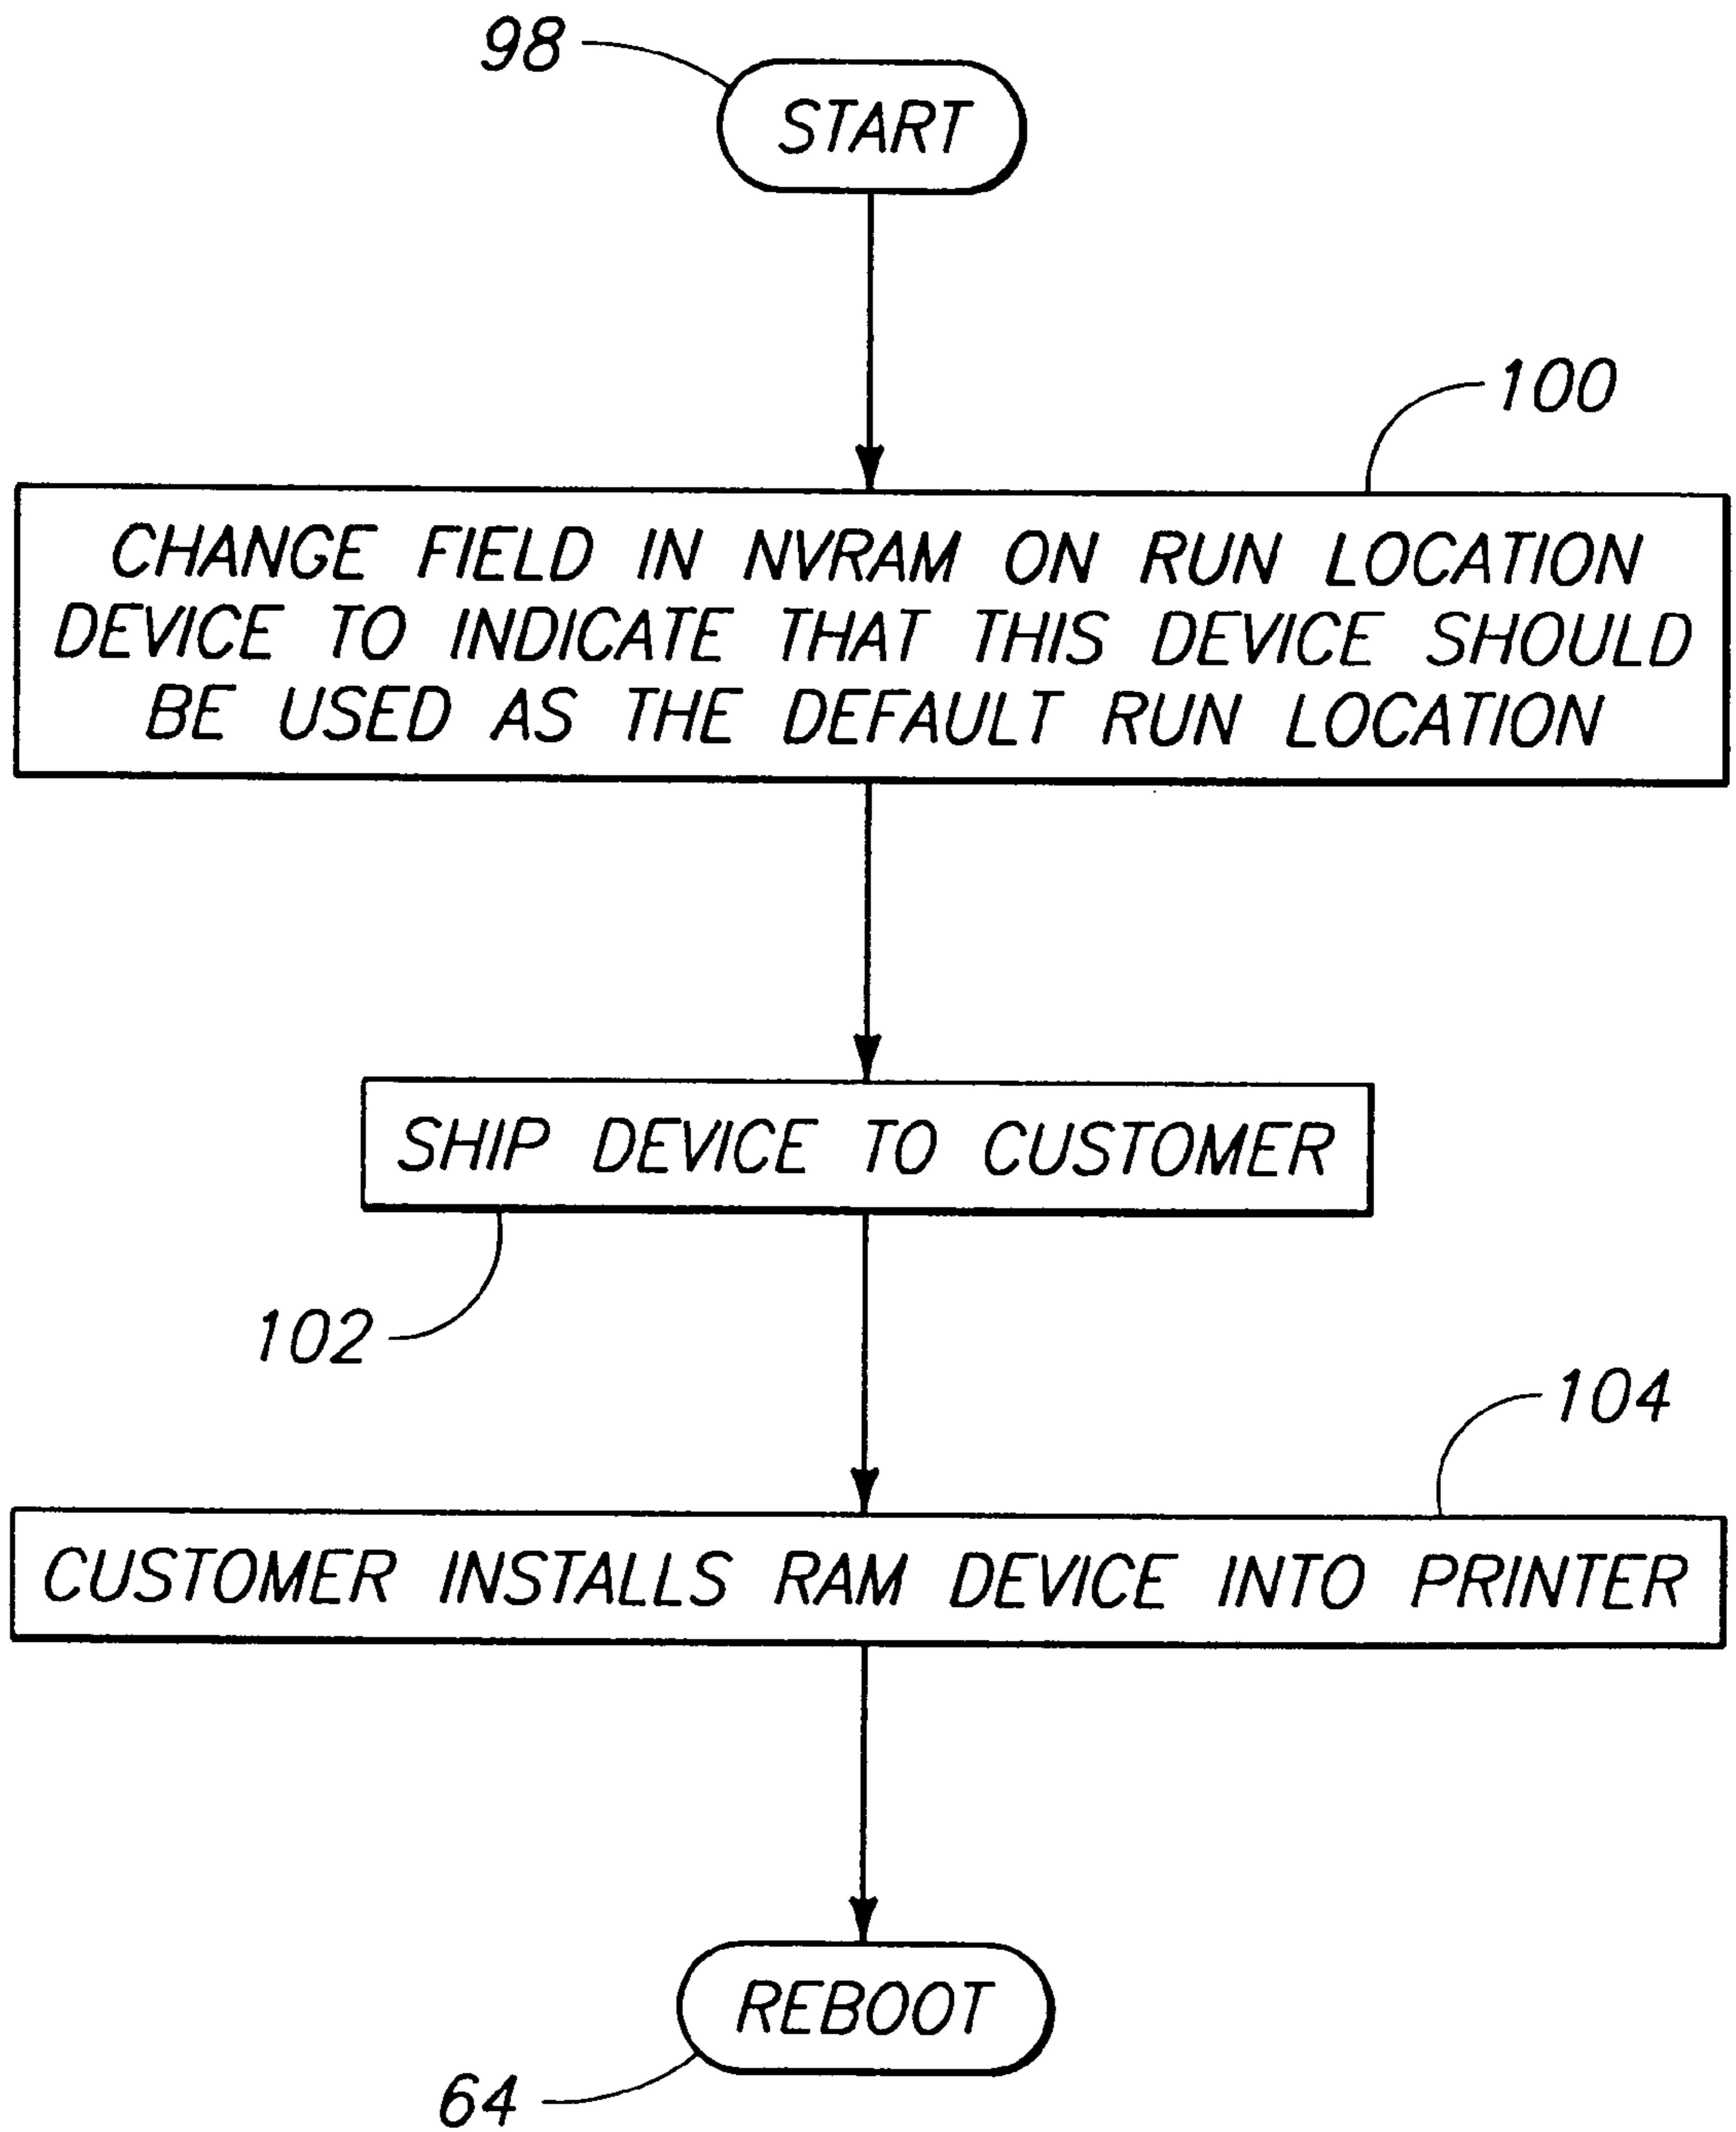 98
START
100
CHANGE FIELD IN NVRAM ON RUN LOCATION
DEVICE TO INDICATE THAT THIS DEVICE SHOULD
BE USED AS THE DEFAULT RUN LOCATION
SHIP DEVICE TO CUSTOMER
102
104
CUSTOMER INSTALLS RAM DEVICE INTO PRINTER
REBOOT
64